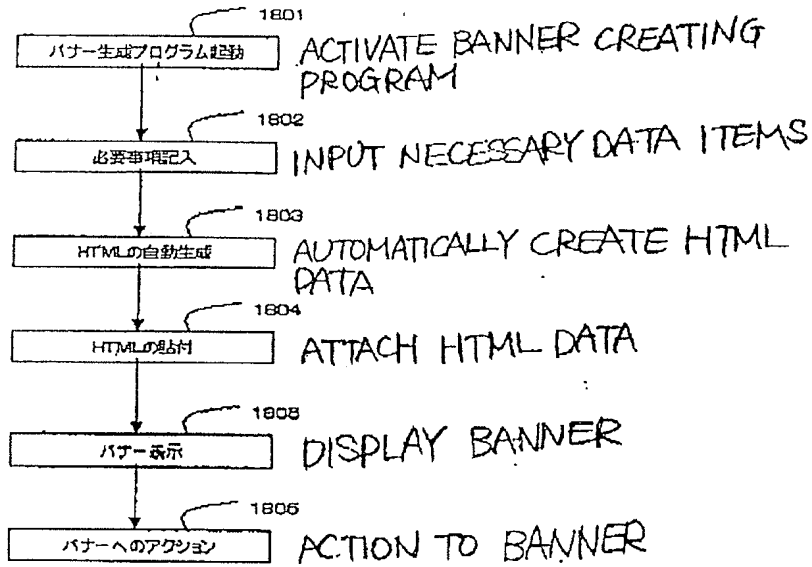 1801
バナー生成プログラム起動
ACTIVATE BANNER CREATING
PROGRAM
1802
必要事項記入
INPUT NECESSARY DATA ITEMS
1803
HTMLの自動生成
AUTOMATICALLY CREATE HTML
DATA
1804
HTMLの貼付
ATTACH HTML DATA
1805
バナー表示
DISPLAY BANNER
1806
バナーへのアクション
ACTION TO BANNER